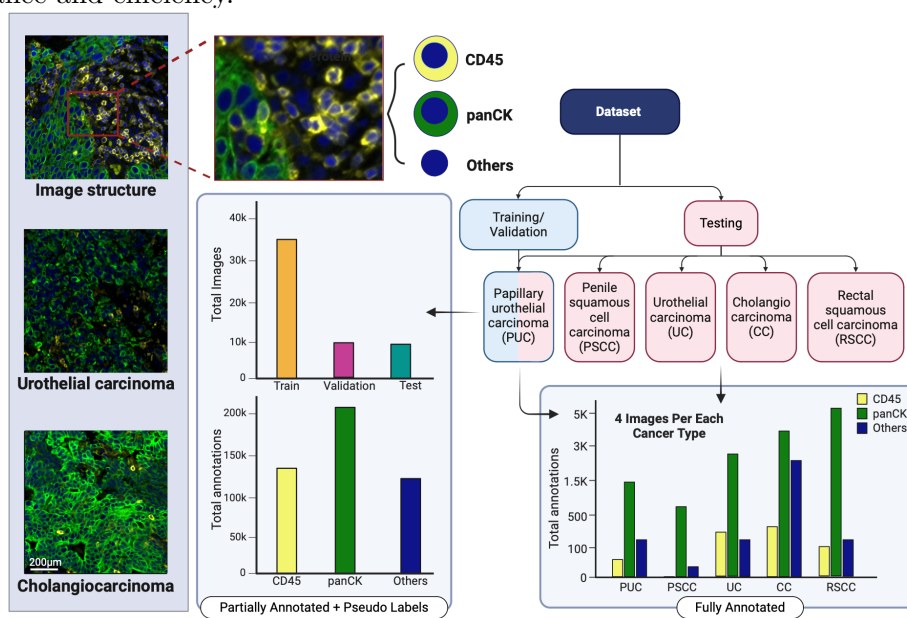 Image structure
Urothelial carcinoma
200μm
Cholangiocarcinoma
CD45
panCK
Others
Dataset
Training/
Validation
Testing
Papillary
urothelial
carcinoma
(PUC)
Penile
squamous
cell
carcinoma
(PSCC)
Urothelial
carcinoma
(UC)
Cholangio
carcinoma
(CC)
Rectal
squamous
cell carcinoma
(RSCC)
Total Images
40k
30k
20k
10k
0
Train
Validation
Test
Total annotations
200k
150k
100k
50k
0
CD45
panCK
Others
Partially Annotated + Pseudo Labels
4 Images Per Each
Cancer Type
CD45
panCK
Others
Total annotations
5K
3K
1.5K
500
100
0
PUC
PSCC
UC
CC
RSCC
Fully Annotated